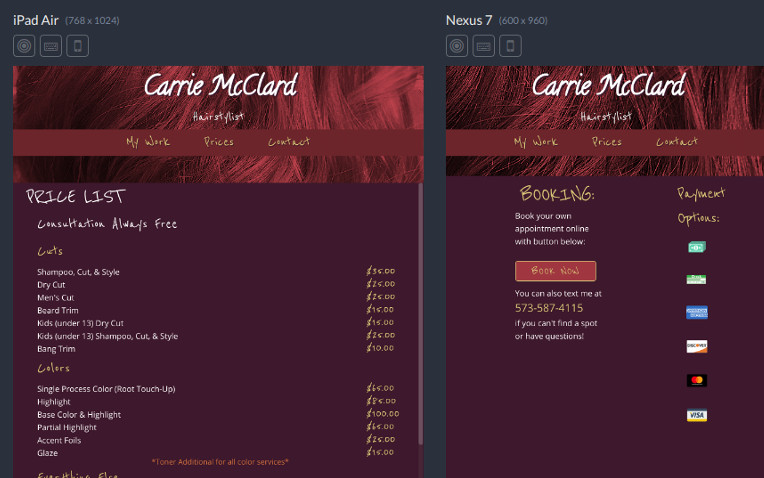 iPad Air (768 x 1024)
Carrie McClard
Hairstylist
My Work Prices Contact
PRICE LIST
Consultation Always Free
Cuts
Shampoo, Cut, & Style $35.00
Dry Cut $25.00
Men's Cut $25.00
Beard Trim $15.00
Kids (under 13) Dry Cut $15.00
Kids (under 13) Shampoo, Cut, & Style $25.00
Bang Trim $10.00
Colors
Single Process Color (Root Touch-Up) $65.00
Highlight $85.00
Base Color & Highlight $100.00
Partial Highlight $65.00
Accent Foils $25.00
Glaze $15.00
*Toner Additional for all color services*
Everything Else
Nexus 7 (600 x 960)
Carrie McClard
Hairstylist
My Work Prices Contact
BOOKING:
Book your own
appointment online
with button below:
BOOK NOW
You can also text me at
573-587-4115
if you can't find a spot
or have questions!
Payment
Options:
DISCOVER
VISA